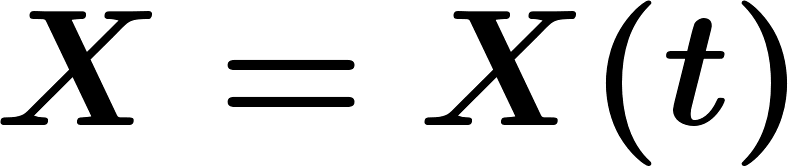 X = X(t)